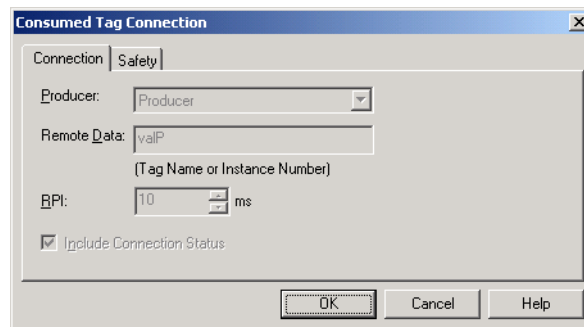 Consumed Tag Connection
Connection Safety
Producer: Producer
Remote Data: valP
(Tag Name or Instance Number)
RPI: 10 ms
Include Connection Status
OK Cancel Help